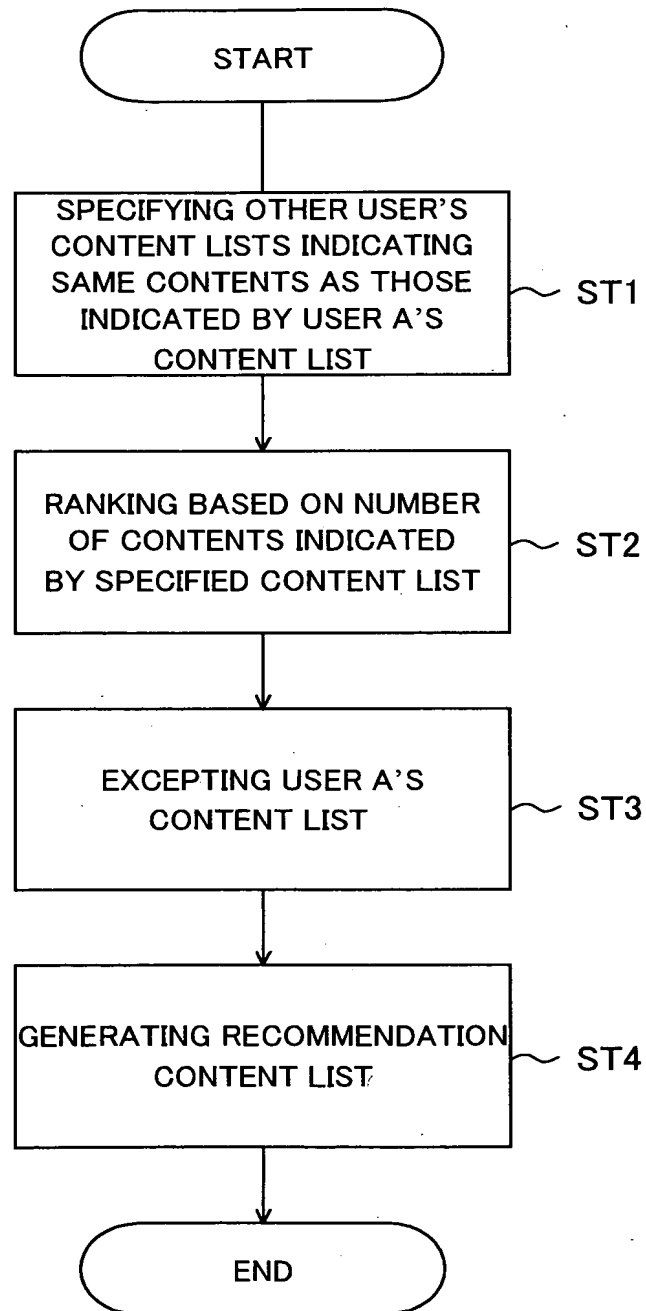 START
SPECIFYING OTHER USER'S
CONTENT LISTS INDICATING
SAME CONTENTS AS THOSE
INDICATED BY USER A'S
CONTENT LIST
ST1
RANKING BASED ON NUMBER
OF CONTENTS INDICATED
BY SPECIFIED CONTENT LIST
ST2
EXCEPTING USER A'S
CONTENT LIST
ST3
GENERATING RECOMMENDATION
CONTENT LIST
ST4
END